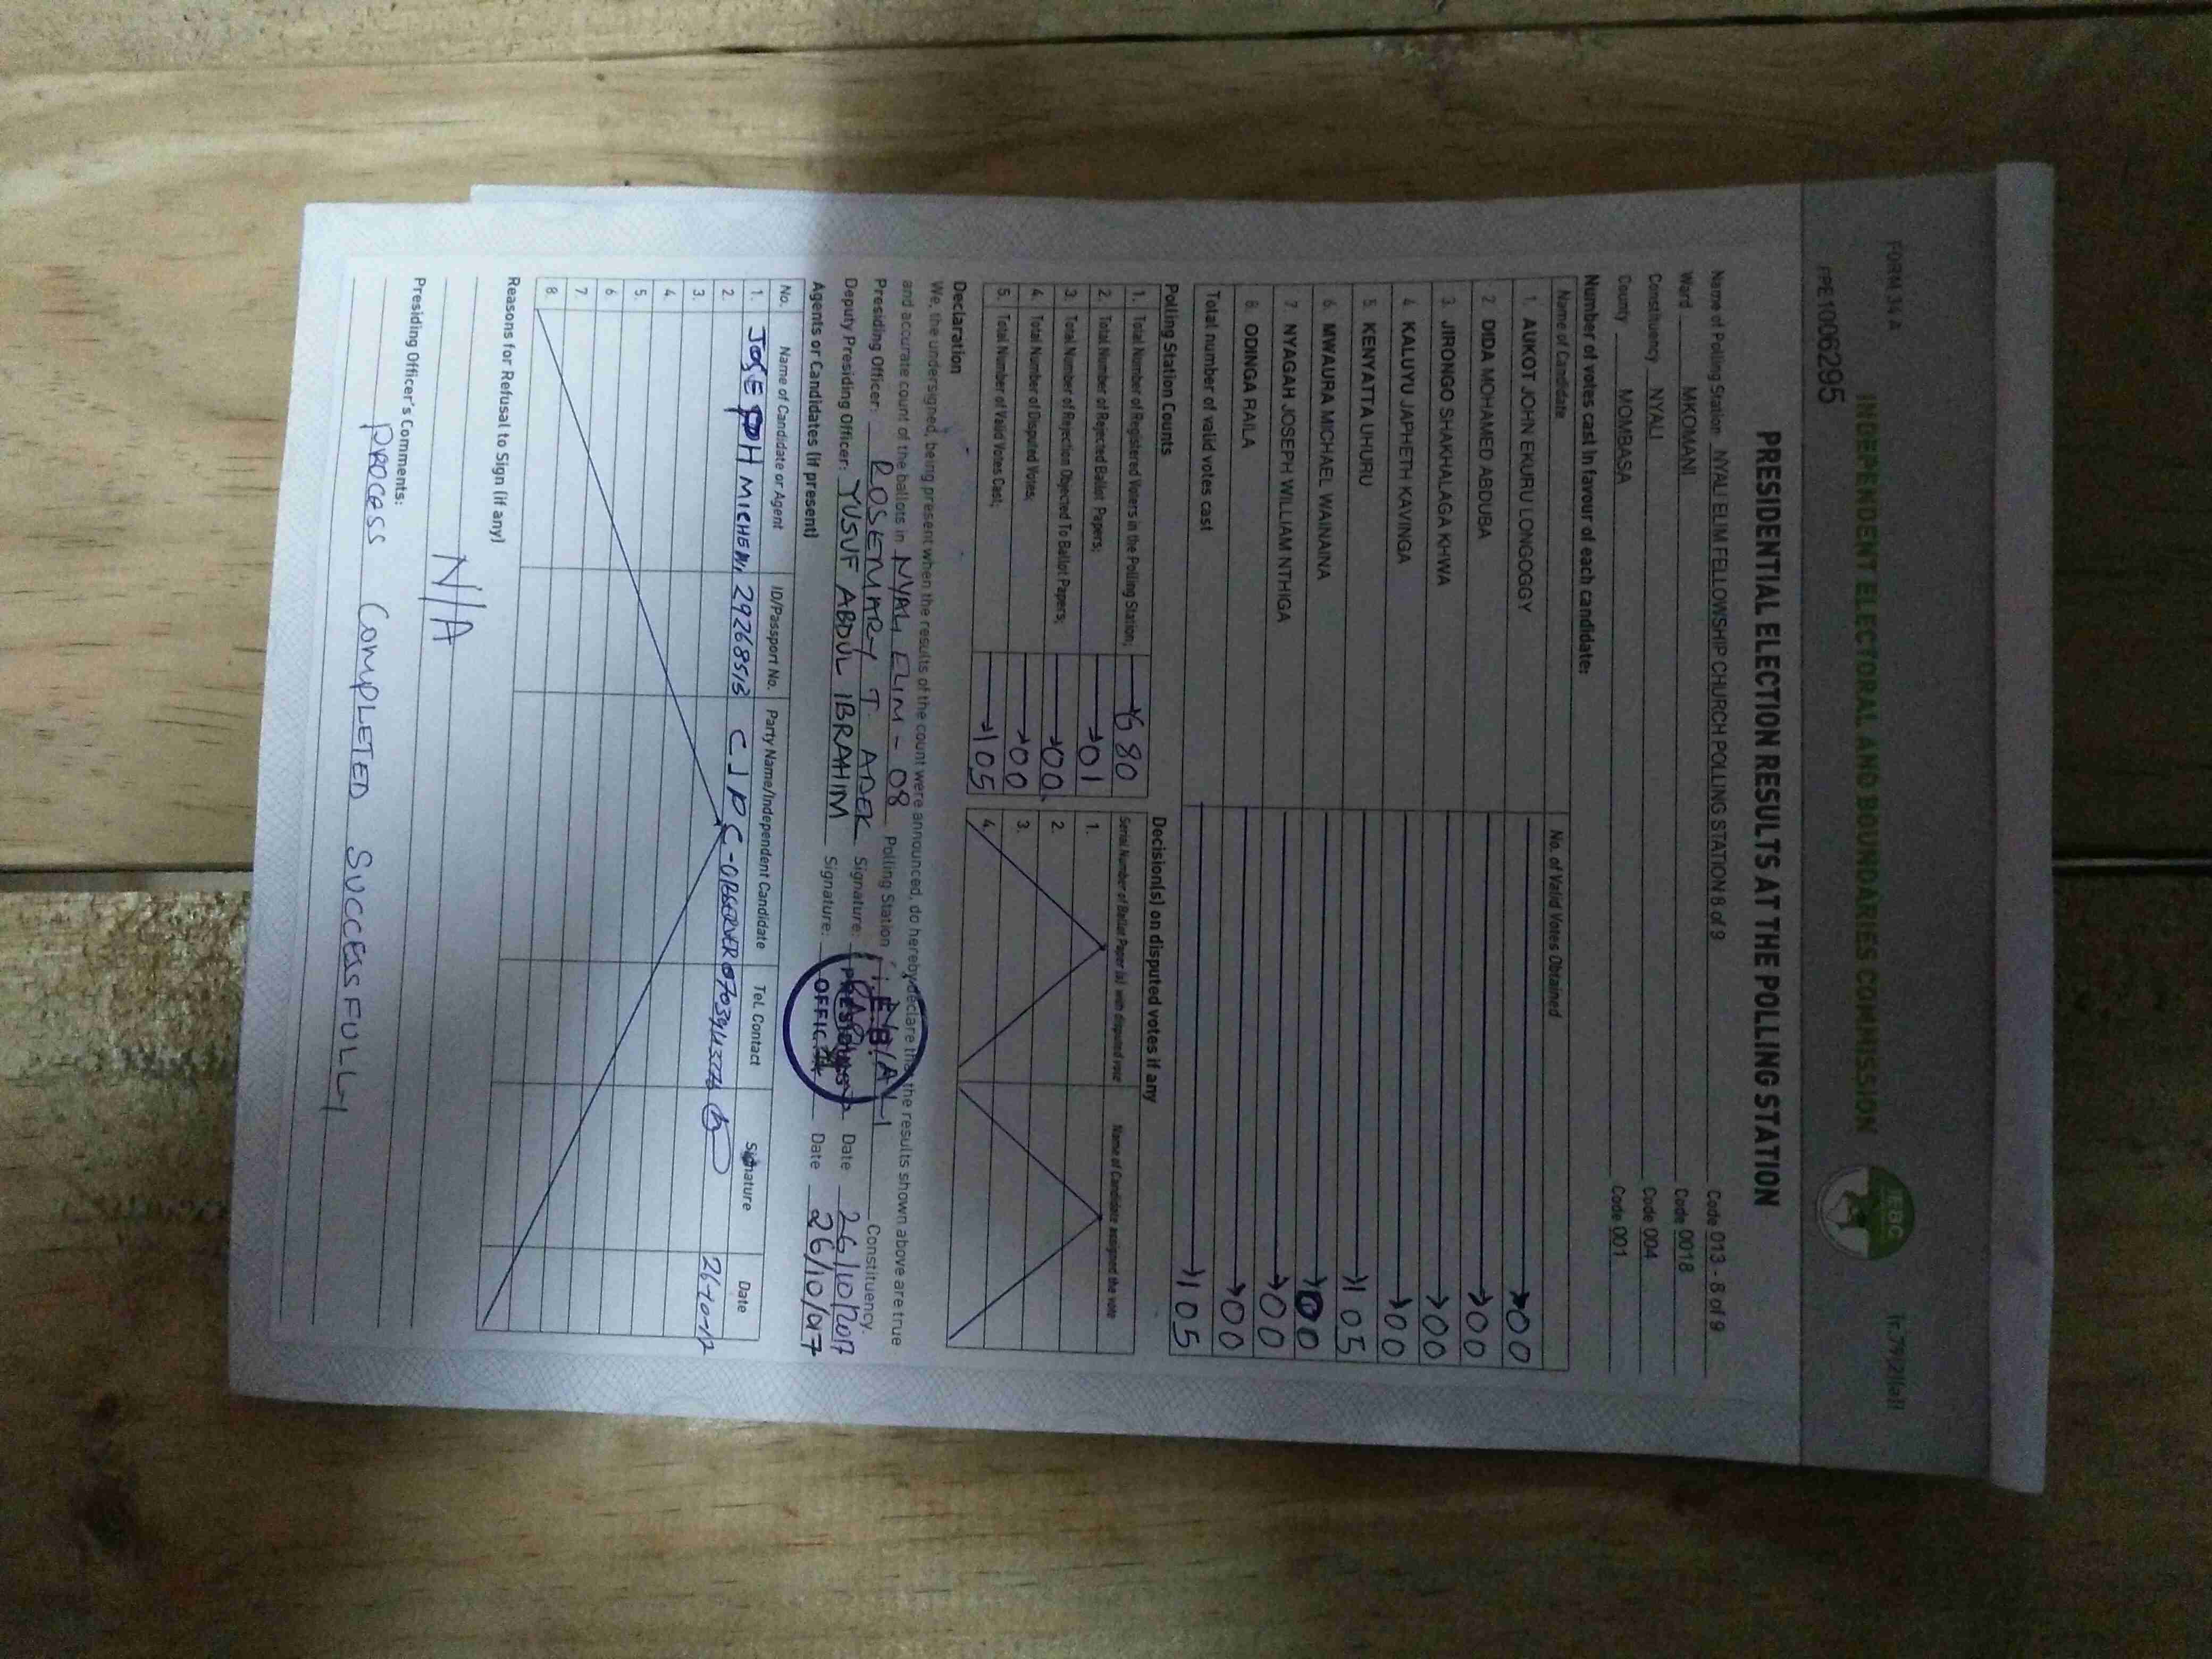 FORM 34 A
INDEPENDENT ELECTORAL AND BOUNDARIES COMMISSION
IEBC
PPE1006295
PRESIDENTIAL ELECTION RESULTS AT THE POLLING STATION
Name of Polling Station NYALI ELIM FELLOWSHIP CHURCH POLLING STATION 8 of 9 Code 013 - 8 of 9
Ward MKOMANI Code 0018
Constituency NYALI Code 004
County MOMBASA Code 001
Number of votes cast in favour of each candidate:
Name of Candidate No. of Valid Votes Obtained
1. AUKOT JOHN EKURU LONGOGGY 00
2. DIDA MOHAMED ABDUBA 00
3. JIRONGO SHAKHALAGA KHWA 00
4. KALUYU JAPHETH KAVINGA 00
5. KENYATTA UHURU 105
6. MWAURA MICHAEL WAINAINA 000
7. NYAGAH JOSEPH WILLIAM NTHIGA 00
8. ODINGA RAILA 00
Total number of valid votes cast 105
Polling Station Counts
1. Total Number of Registered Voters in the Polling Station; 680
2. Total Number of Rejected Ballot Papers; 01
3. Total Number of Rejection Objected To Ballot Papers; 00
4. Total Number of Disputed Votes; 00
5. Total Number of Valid Votes Cast; 105
Decision(s) on disputed votes if any
Serial Number of Ballot Paper (s) with disputed vote Name of Candidate assigned the vote
1.
2.
3.
4.
Declaration
We, the undersigned, being present when the results of the count were announced, do hereby declare that the results shown above are true
and accurate count of the ballots in NYALI ELIM - 08 Polling Station NYALI Constituency.
Presiding Officer: ROSEMARY T. ADEK Signature: Date 26/10/2017
Deputy Presiding Officer: YUSUF ABDUL IBRAHIM Signature: Date 26/10/017
PRESIDING
Agents or Candidates (if present)
No. Name of Candidate or Agent ID/Passport No. Party Name/Independent Candidate Tel. Contact Signature Date
1. JOSEPH 29268513 CJPC-OBSERVER
2.
3.
4.
5.
6.
7.
8.
Reasons for Refusal to Sign (if any)
N/A
Presiding Officer's Comments:
PROCESS COMPLETED SUCCESSFULLY